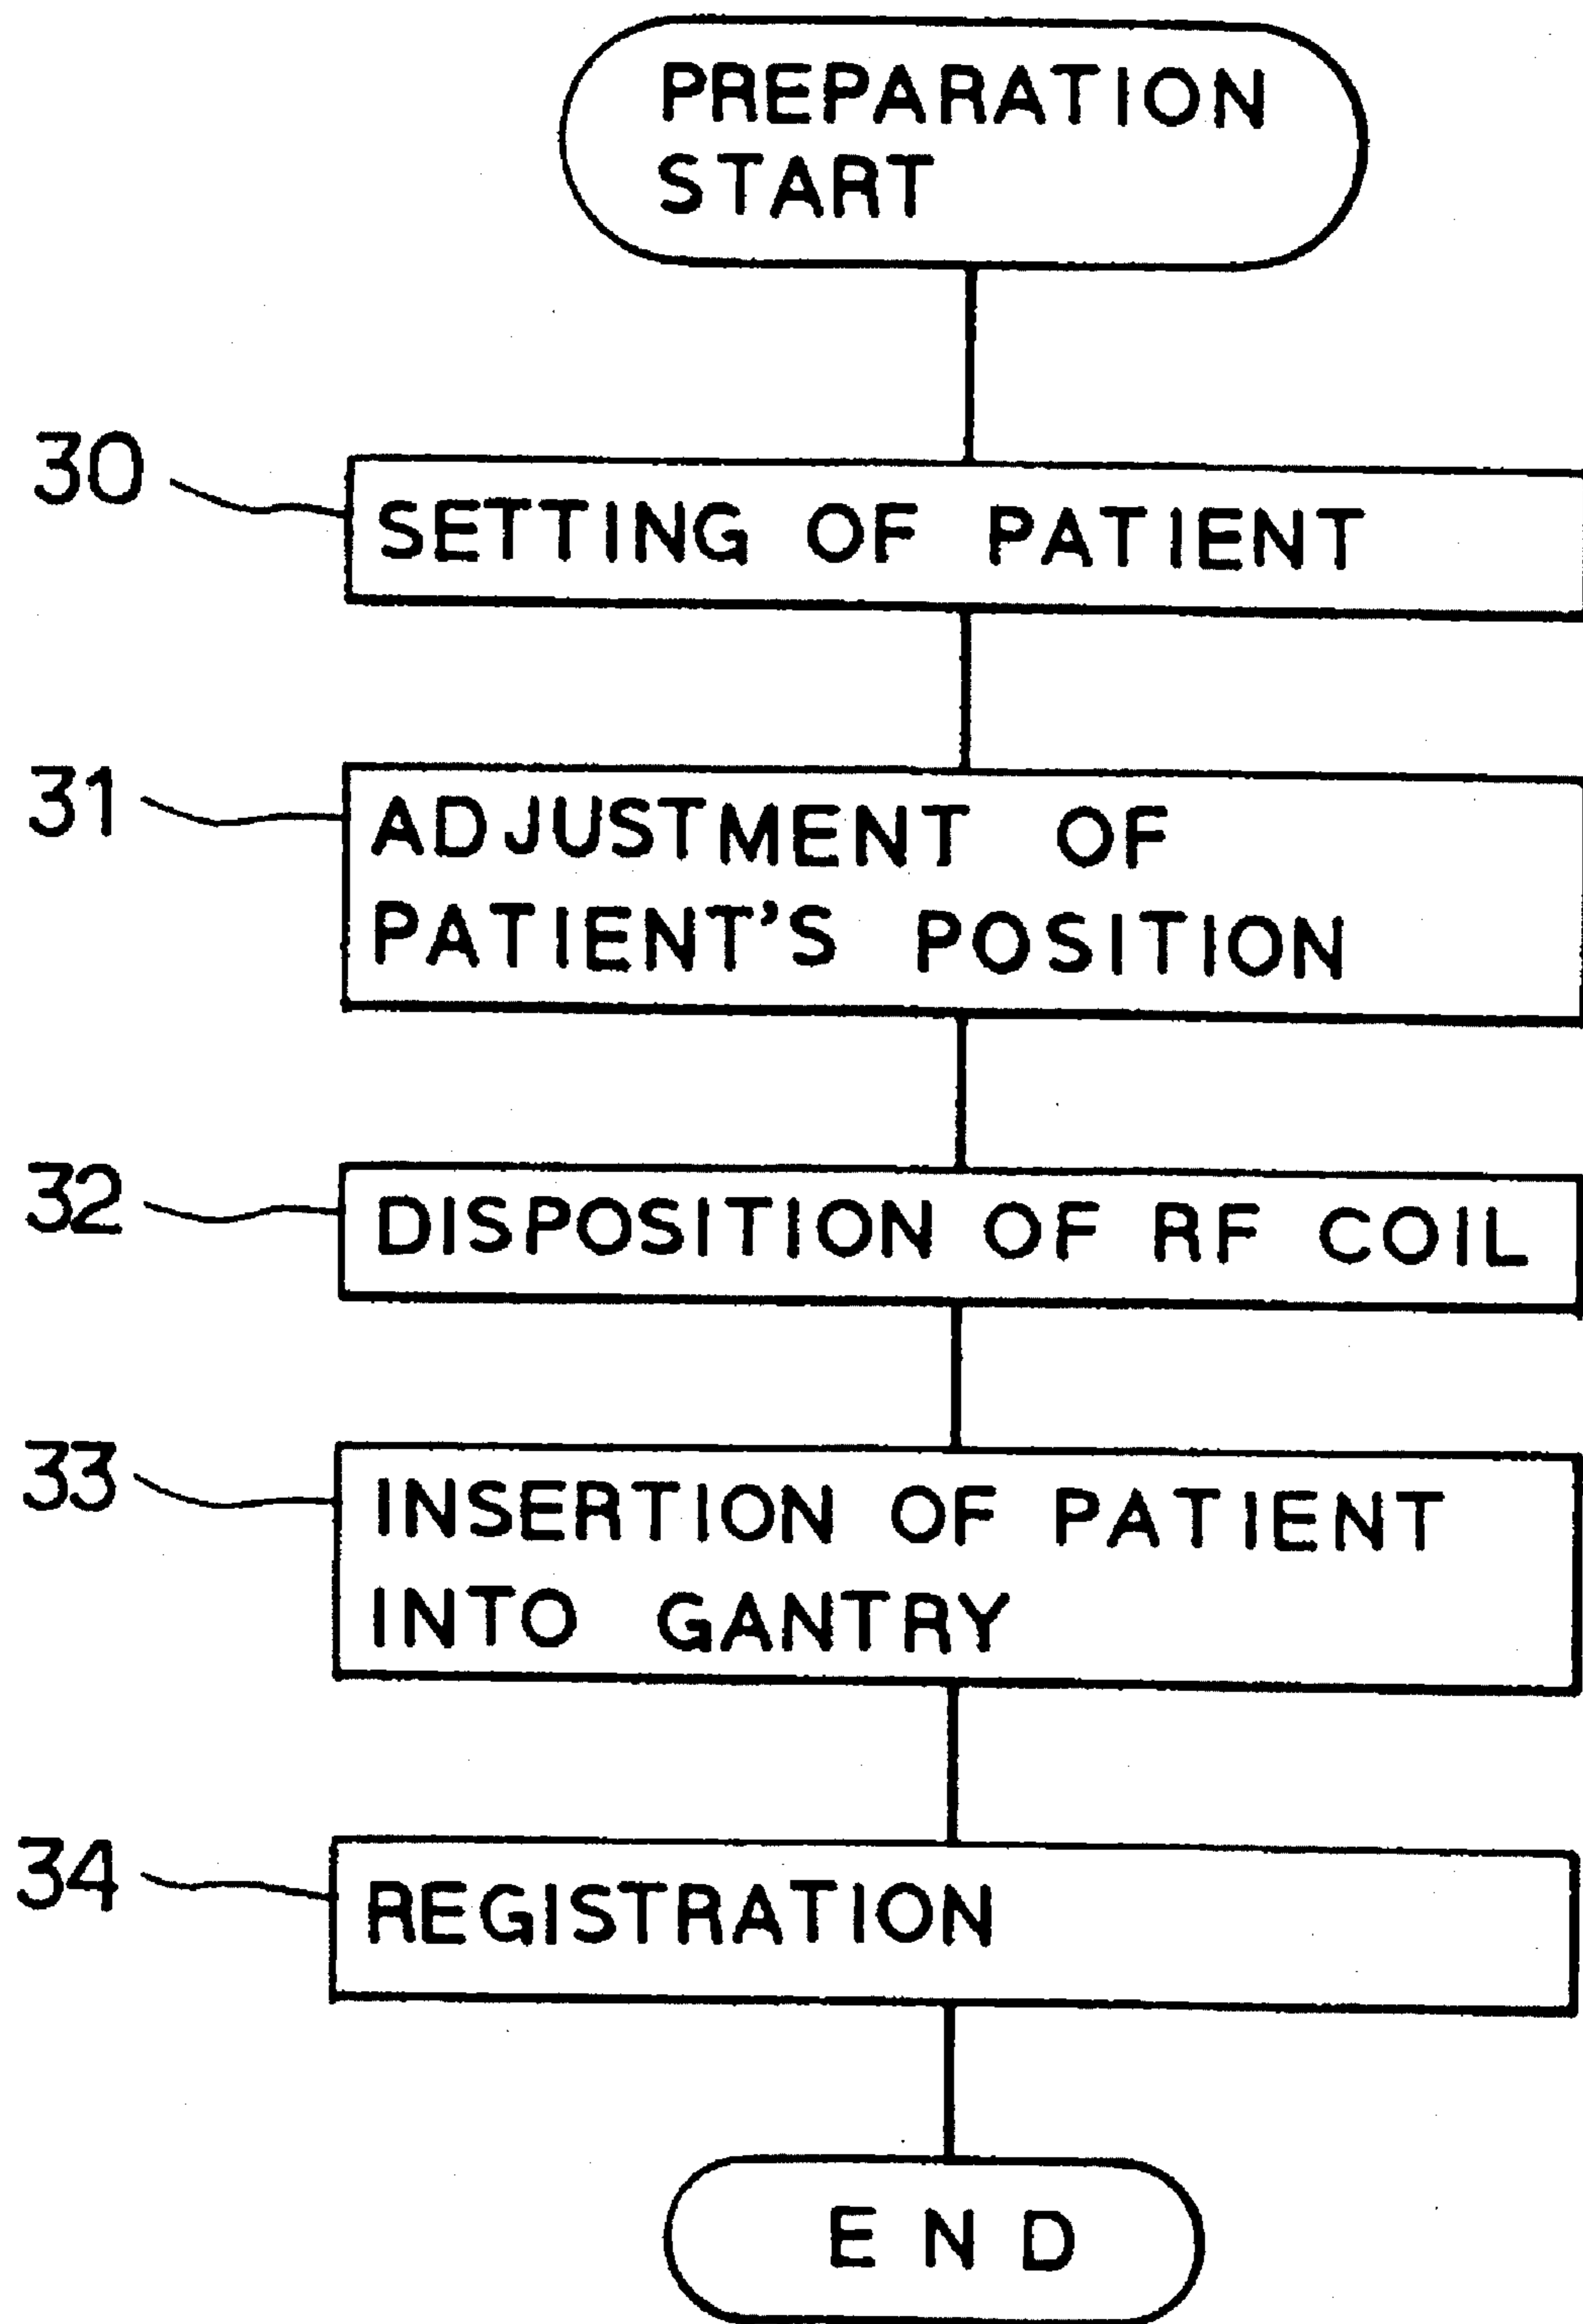 PREPARATION
START
30
SETTING OF PATIENT
31
ADJUSTMENT OF
PATIENT'S POSITION
32
DISPOSITION OF RF COIL
33
INSERTION OF PATIENT
INTO GANTRY
34
REGISTRATION
END